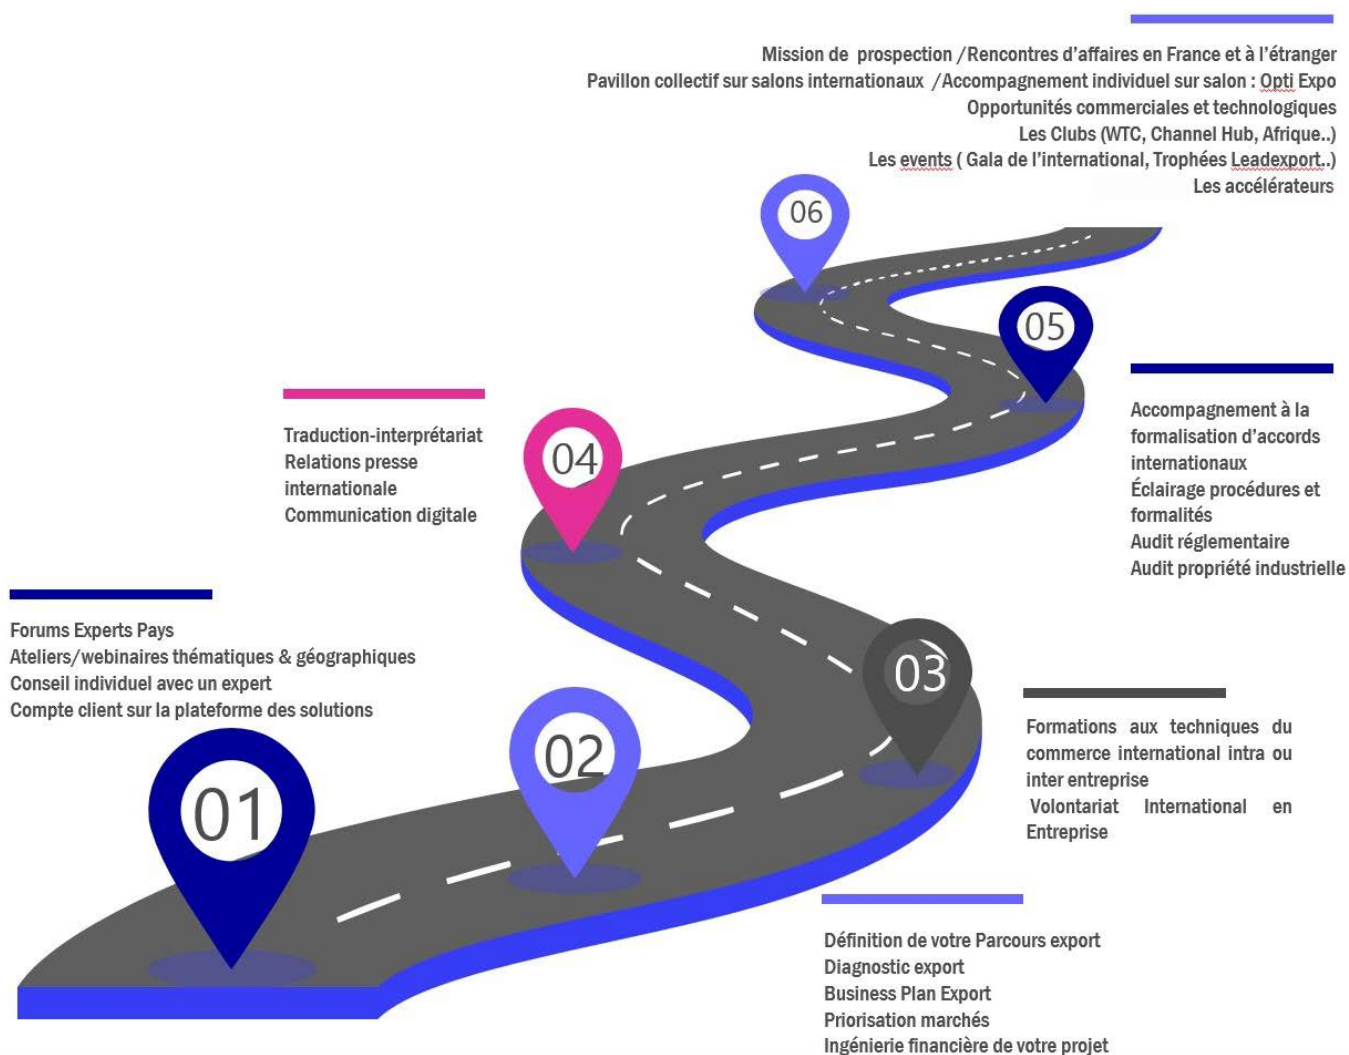 Mission de prospection /Rencontres d'affaires en France et à l'étranger
Pavillon collectif sur salons internationaux /Accompagnement individuel sur salon : Opti Expo
Opportunités commerciales et technologiques
Les Clubs (WTC, Channel Hub, Afrique..)
Les events ( Gala de l'international, Trophées Leadexport..)
Les accélérateurs
06
05
Accompagnement à la
formalisation d'accords
internationaux
Éclairage procédures et
formalités
Audit réglementaire
Audit propriété industrielle
04
Traduction-interprétariat
Relations presse
internationale
Communication digitale
Forums Experts Pays
Ateliers/webinaires thématiques & géographiques
Conseil individuel avec un expert
Compte client sur la plateforme des solutions
01
02
03
Formations aux techniques du
commerce international intra ou
inter entreprise
Volontariat International en
Entreprise
Définition de votre Parcours export
Diagnostic export
Business Plan Export
Priorisation marchés
Ingénierie financière de votre projet